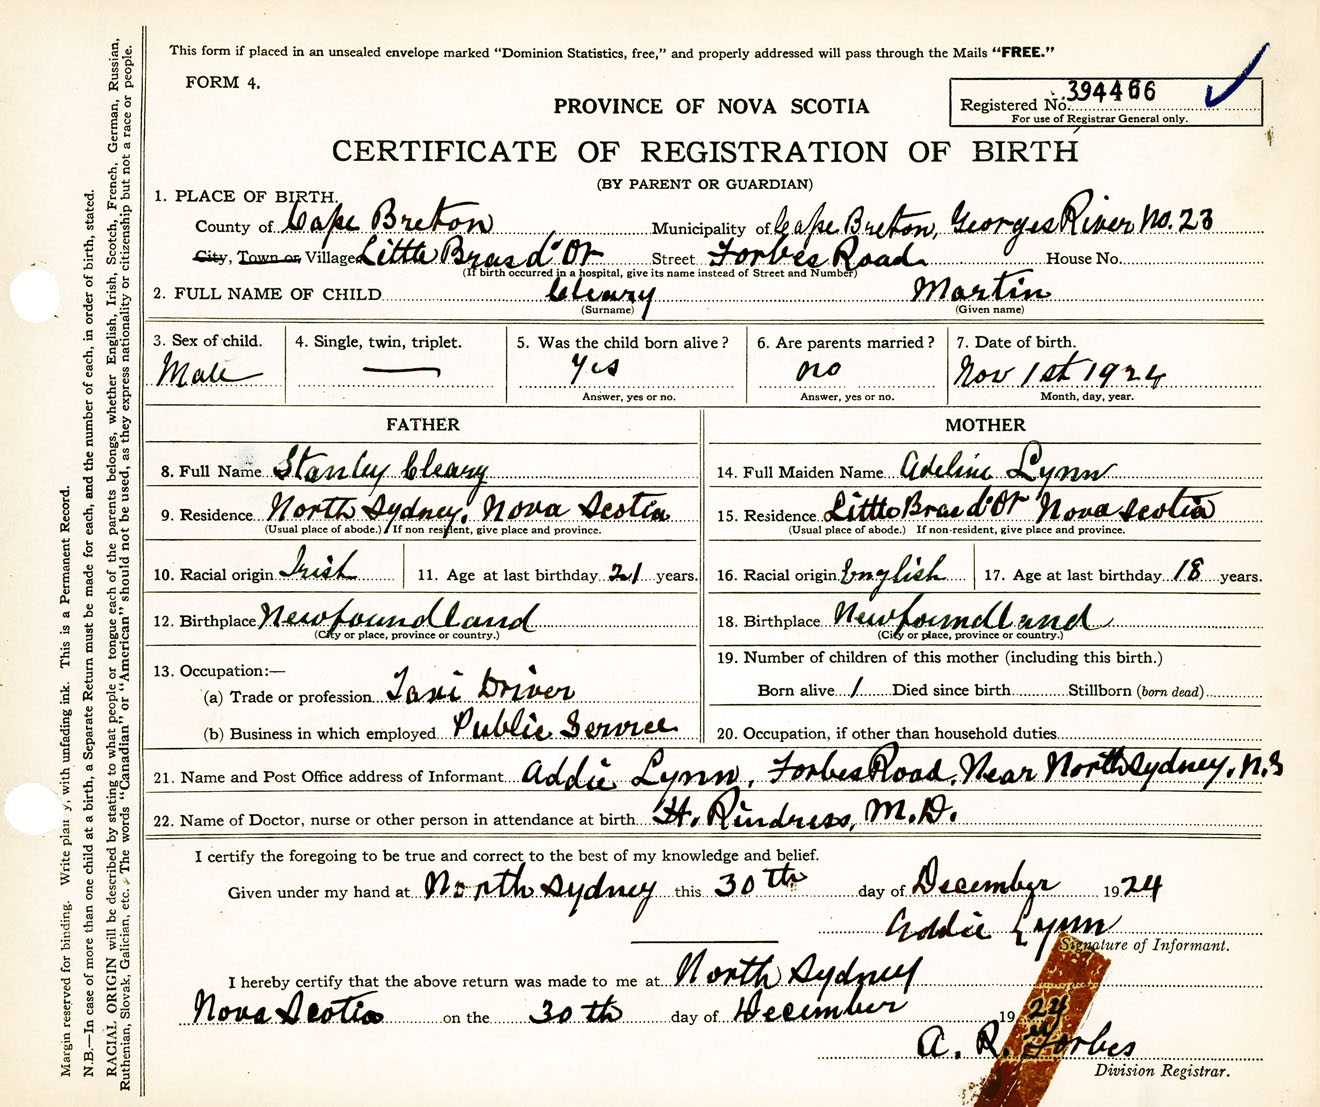 This form if placed in an unsealed envelope marked "Dominion Statistics, free," and properly addressed will pass through the Mails "FREE."
FORM 4.
Registered No. 394466
For use of Registrar General only.
PROVINCE OF NOVA SCOTIA
CERTIFICATE OF REGISTRATION OF BIRTH
(BY PARENT OR GUARDIAN)
1. PLACE OF BIRTH.
County of Cape Breton Municipality of Cape Breton, Georges River No. 23
City, Town or Village Little Bras d'Or Street Forbes Road House No.
(If birth occurred in a hospital, give its name instead of Street and Number)
2. FULL NAME OF CHILD Cleary Martin
(Surname) (Given name)
3. Sex of child. 4. Single, twin, triplet. 5. Was the child born alive? 6. Are parents married? 7. Date of birth.
Male — Yes no Nov 1st 1924
Answer, yes or no. Answer, yes or no. Month, day, year.
FATHER MOTHER
8. Full Name Stanley Cleary 14. Full Maiden Name Adeline Lynn
9. Residence North Sydney, Nova Scotia 15. Residence Little Bras d'Or Nova Scotia
(Usual place of abode.) If non resident, give place and province. (Usual place of abode.) If non-resident, give place and province.
10. Racial origin Irish 11. Age at last birthday 21 years. 16. Racial origin English 17. Age at last birthday 18 years.
12. Birthplace Newfoundland 18. Birthplace Newfoundland
(City or place, province or country.) (City or place, province or country.)
13. Occupation:— 19. Number of children of this mother (including this birth.)
(a) Trade or profession Taxi Driver Born alive 1 Died since birth Stillborn (born dead)
(b) Business in which employed Public Service 20. Occupation, if other than household duties
21. Name and Post Office address of Informant Addie Lynn, Forbes Road, Near North Sydney, N.S
22. Name of Doctor, nurse or other person in attendance at birth H. Rindress, M.D.
I certify the foregoing to be true and correct to the best of my knowledge and belief.
Given under my hand at North Sydney this 30th day of December 1924
Addie Lynn
Signature of Informant.
I hereby certify that the above return was made to me at North Sydney
Nova Scotia on the 30th day of December 1924
A. R. Forbes
Division Registrar.
Margin reserved for binding. Write plainly, with unfading ink. This is a Permanent Record.
N.B.—In case of more than one child at a birth, a Separate Return must be made for each, and the number of each, in order of birth, stated.
RACIAL ORIGIN will be described by stating to what people or tongue each of the parents belongs, whether English, Irish, Scotch, French, German, Russian,
Ruthenian, Slovak, Galician, etc. The words "Canadian" or "American" should not be used, as they express nationality or citizenship but not a race or people.